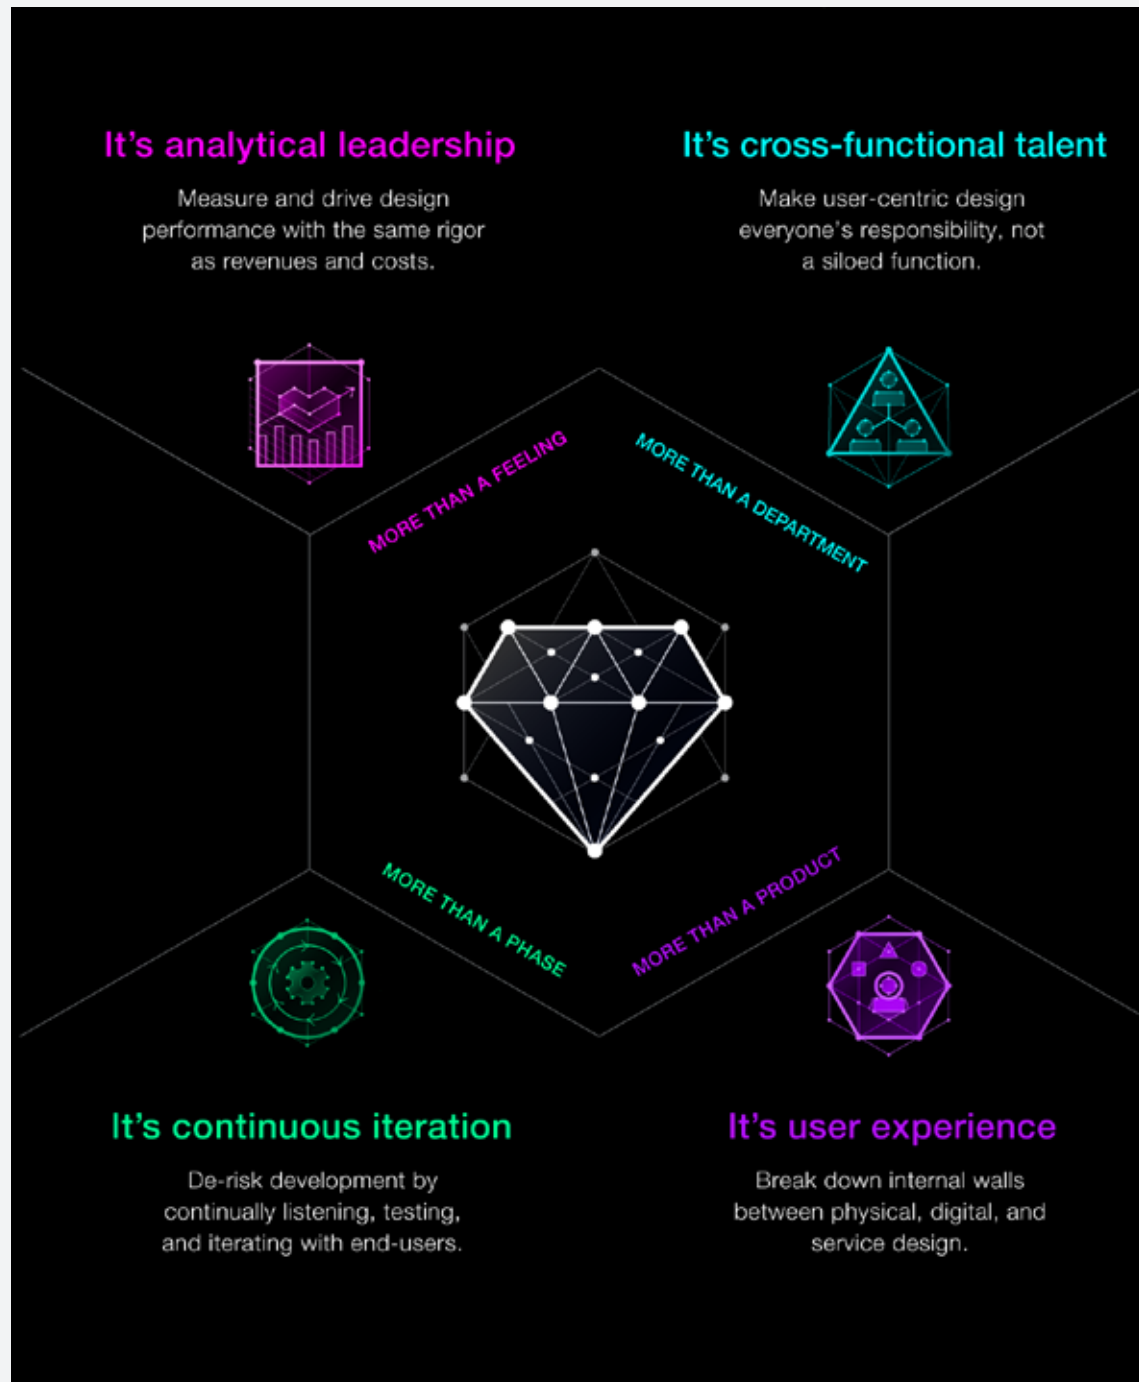 It’s analytical leadership
Measure and drive design
performance with the same rigor
as revenues and costs.
It’s cross-functional talent
Make user-centric design
everyone’s responsibility, not
a siloed function.
MORE THAN A FEELING
MORE THAN A DEPARTMENT
MORE THAN A PHASE
MORE THAN A PRODUCT
It’s continuous iteration
De-risk development by
continually listening, testing,
and iterating with end-users.
It’s user experience
Break down internal walls
between physical, digital, and
service design.